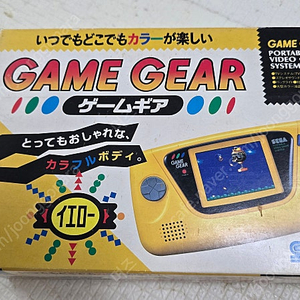 いつでもどこでもカラーが楽しい
GAME GEAR
ゲームギア
とってもおしゃれな、
カラフルボディ。
イエロー
GAME GEAR
SEGA
GAME
PORTAB
VIDEO
SYSTEM